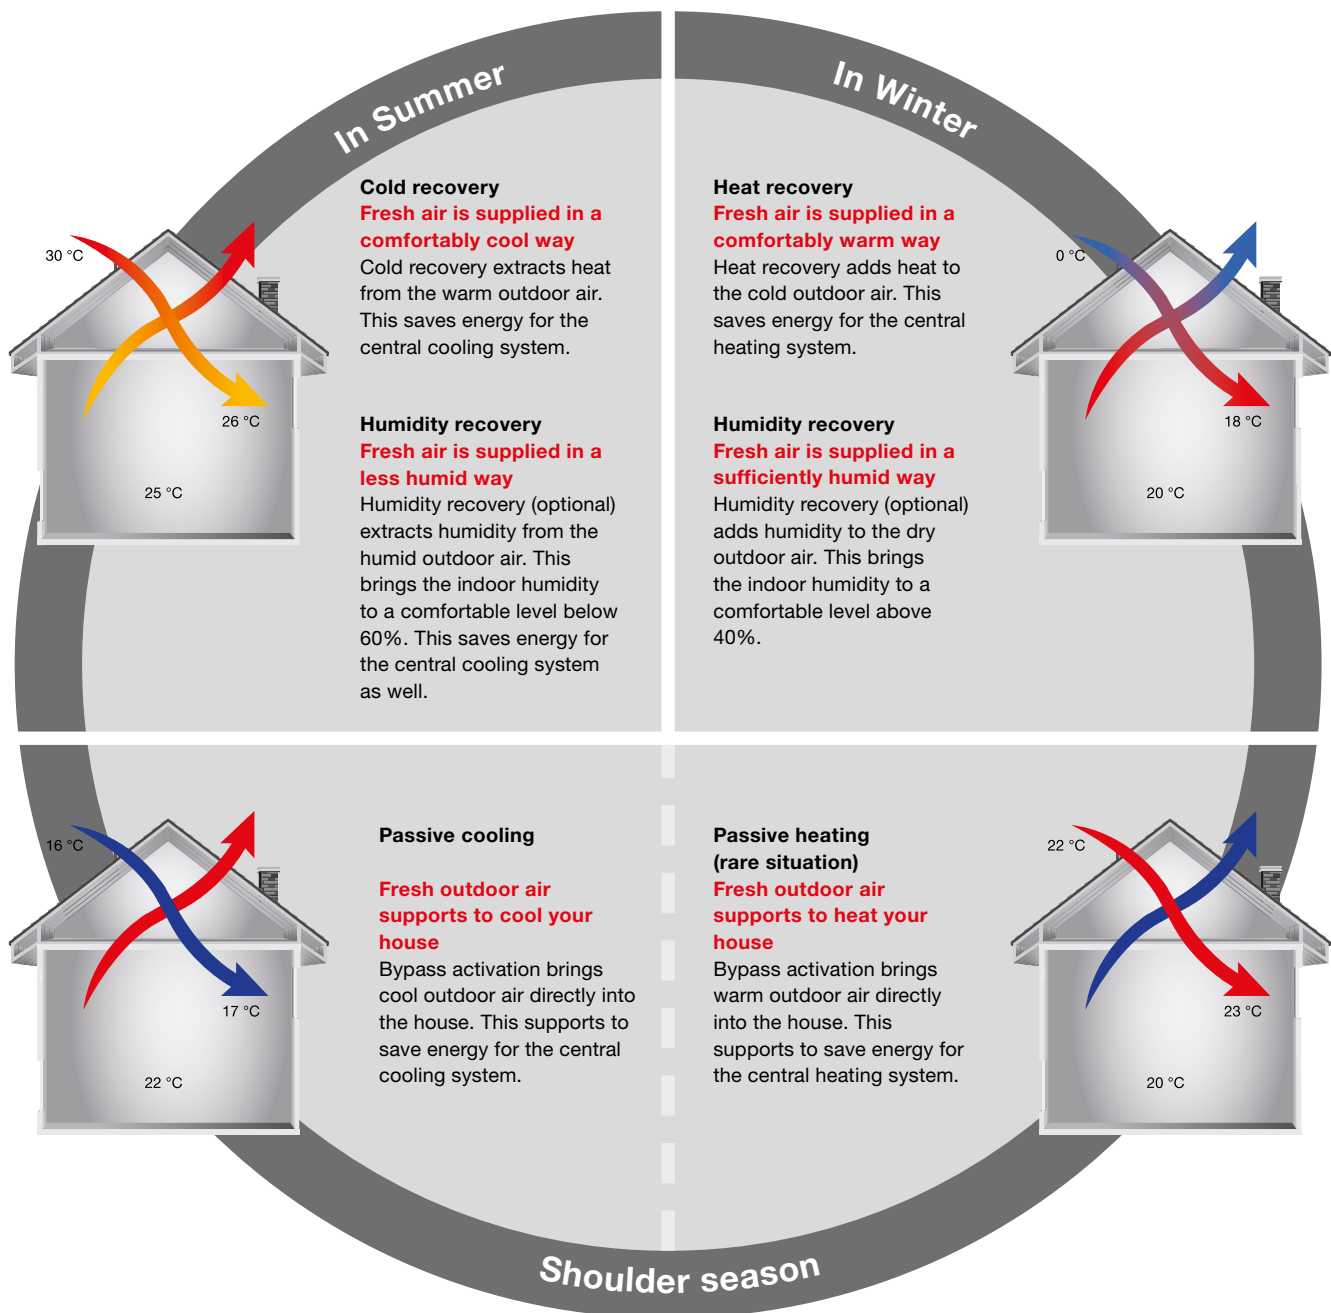 In Summer
Cold recovery
Fresh air is supplied in a
comfortably cool way
Cold recovery extracts heat
from the warm outdoor air.
This saves energy for the
central cooling system.
Humidity recovery
Fresh air is supplied in a
less humid way
Humidity recovery (optional)
extracts humidity from the
humid outdoor air. This
brings the indoor humidity
to a comfortable level below
60%. This saves energy for
the central cooling system
as well.
30 °C
26 °C
25 °C
In Winter
Heat recovery
Fresh air is supplied in a
comfortably warm way
Heat recovery adds heat to
the cold outdoor air. This
saves energy for the central
heating system.
Humidity recovery
Fresh air is supplied in a
sufficiently humid way
Humidity recovery (optional)
adds humidity to the dry
outdoor air. This brings
the indoor humidity to a
comfortable level above
40%.
0 °C
18 °C
20 °C
16 °C
17 °C
22 °C
Passive cooling
Fresh outdoor air
supports to cool your
house
Bypass activation brings
cool outdoor air directly into
the house. This supports to
save energy for the central
cooling system.
Passive heating
(rare situation)
Fresh outdoor air
supports to heat your
house
Bypass activation brings
warm outdoor air directly
into the house. This
supports to save energy for
the central heating system.
22 °C
23 °C
20 °C
Shoulder season